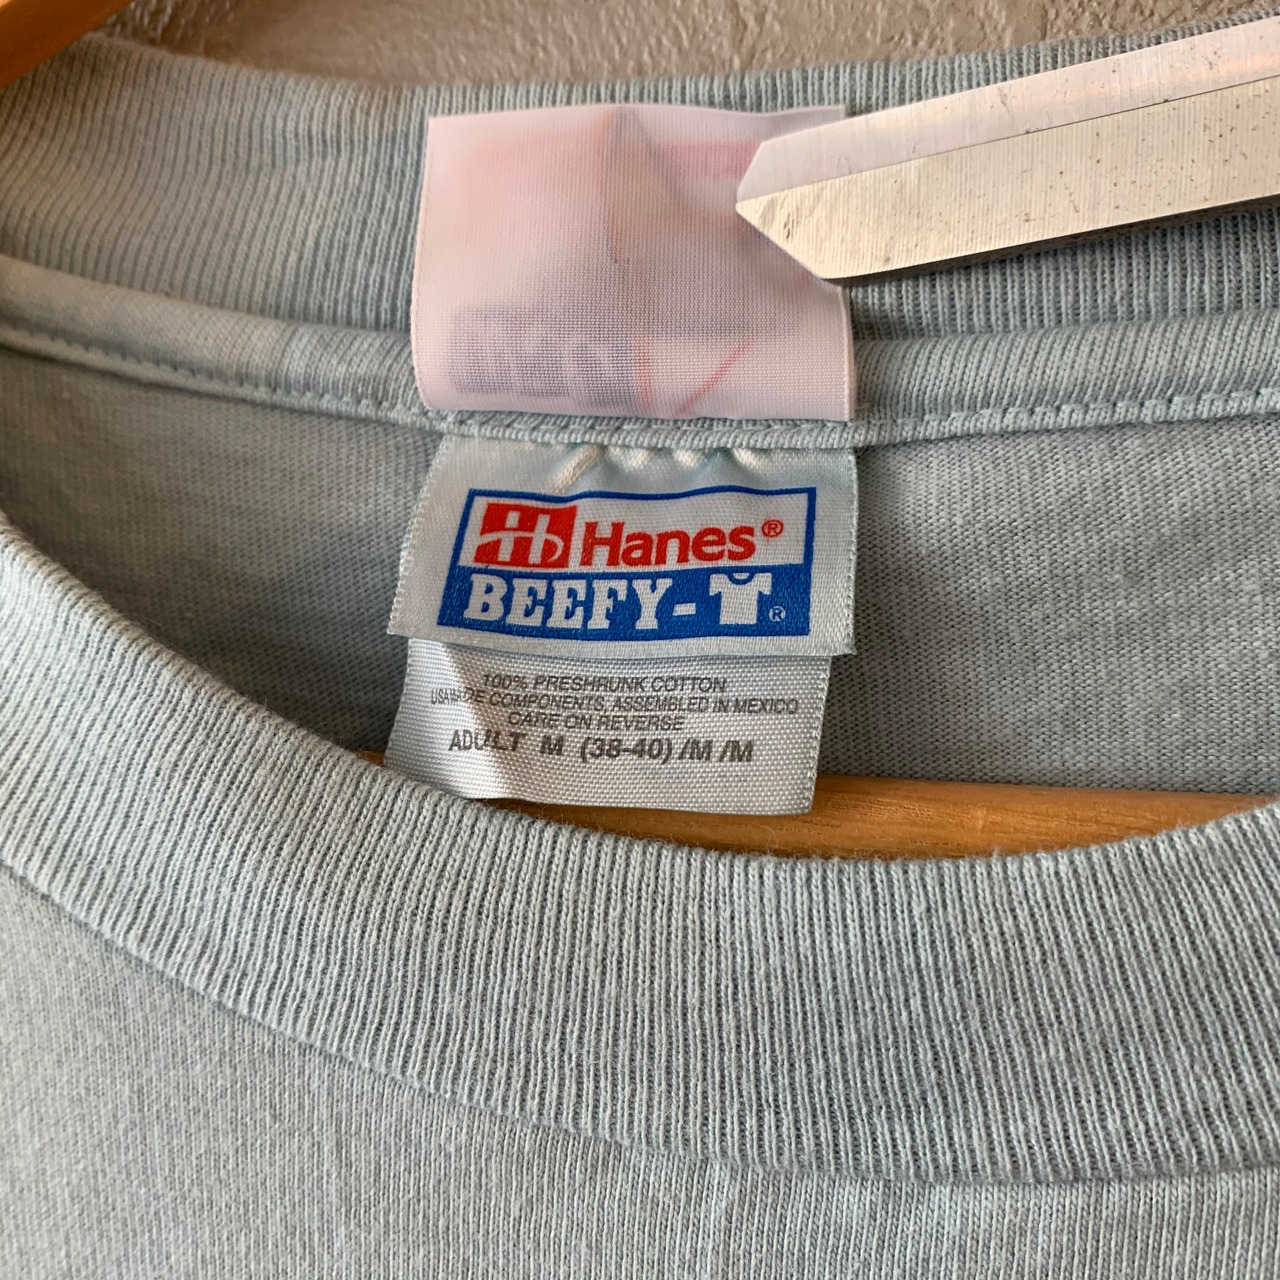 Hanes®
BEEFY-®
100% PRESHRUNK COTTON
USA MADE COMPONENTS, ASSEMBLED IN MEXICO
CARE ON REVERSE
ADULT M (38-40) /M /M